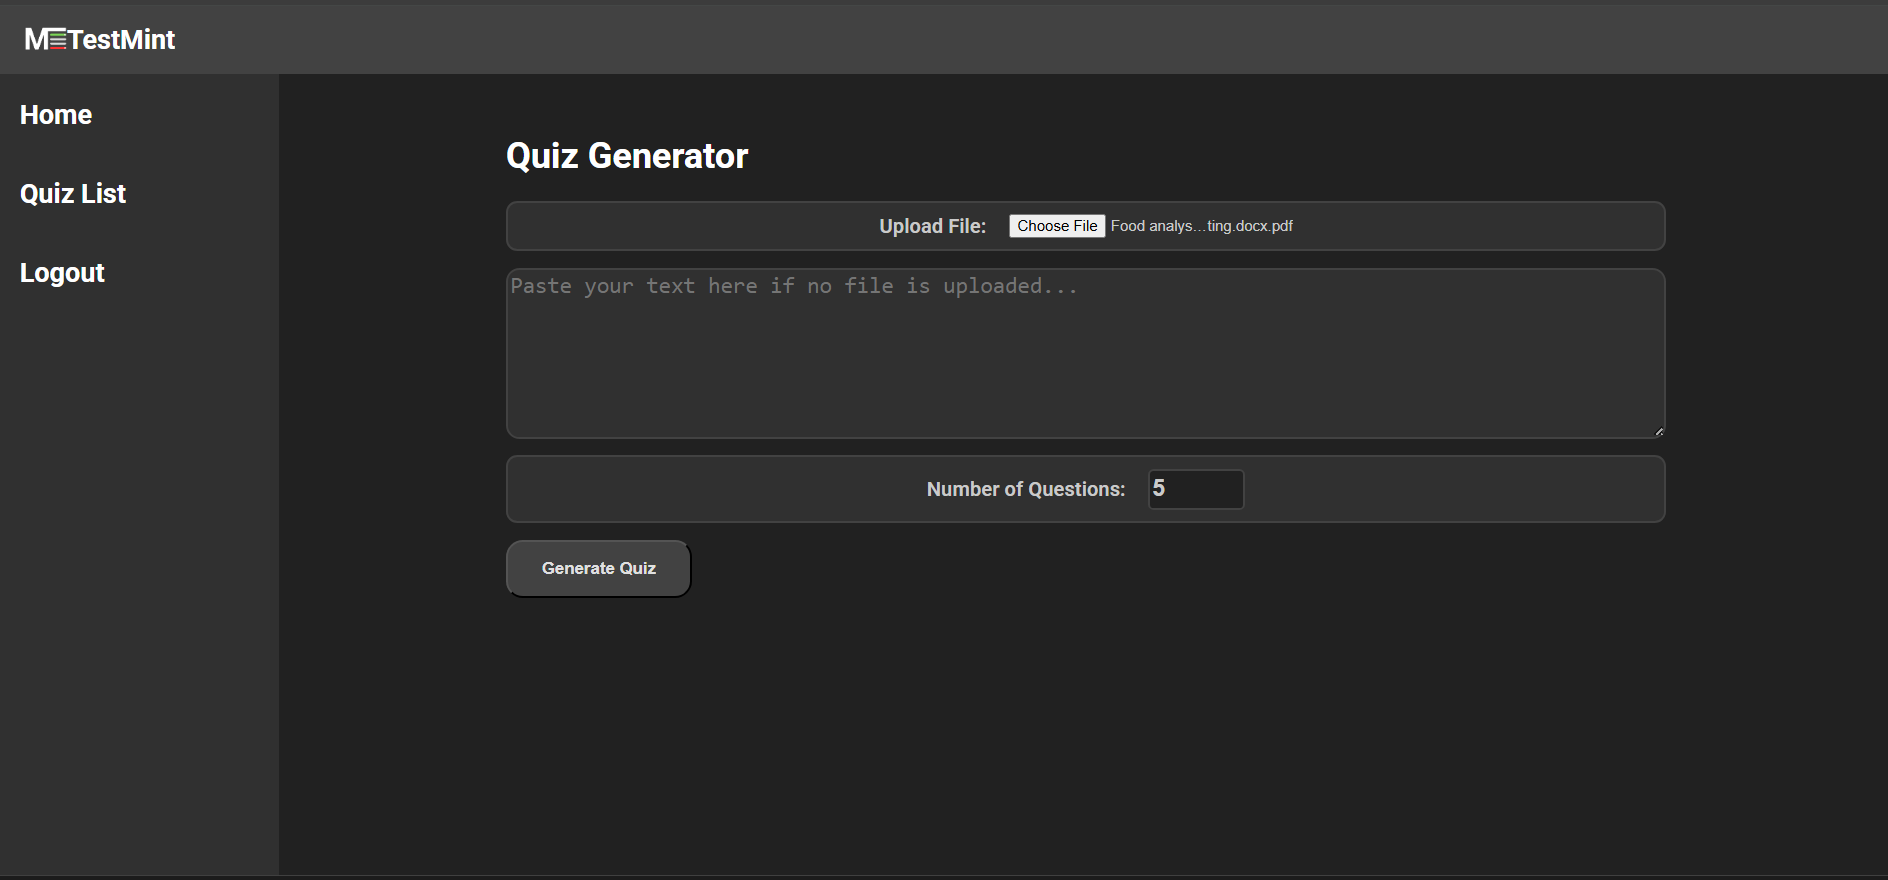 METestMint
Home
Quiz List
Logout
Quiz Generator
Upload File: Choose File Food analys...ting.docx.pdf
Paste your text here if no file is uploaded...
Number of Questions: 5
Generate Quiz